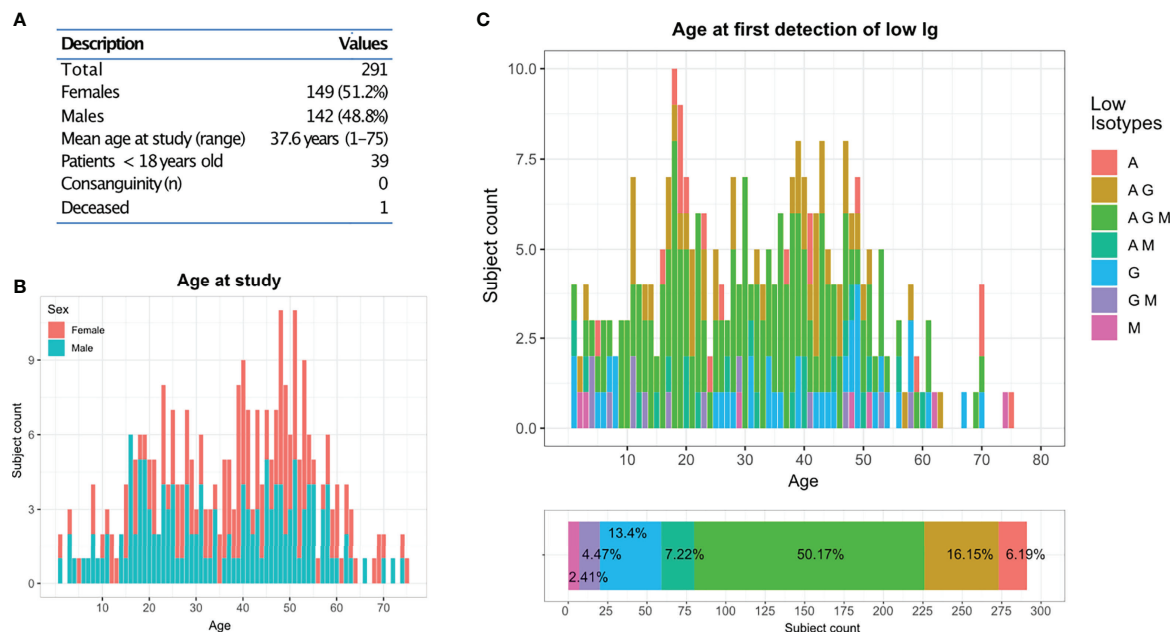 A
Description Values
Total 291
Females 149 (51.2%)
Males 142 (48.8%)
Mean age at study (range) 37.6 years (1–75)
Patients < 18 years old 39
Consanguinity (n) 0
Deceased 1
B
Age at study
Sex
Female
Male
Subject count
9
6
3
0
10 20 30 40 50 60 70 80
Age
C
Age at first detection of low Ig
Subject count
10.0
7.5
5.0
2.5
0.0
10 20 30 40 50 60 70 80
Age
Low
Isotypes
A
A G
A G M
A M
G
G M
M
13.4%
4.47% 7.22% 50.17% 16.15% 6.19%
2.41%
0 25 50 75 100 125 150 175 200 225 250 275 300
Subject count